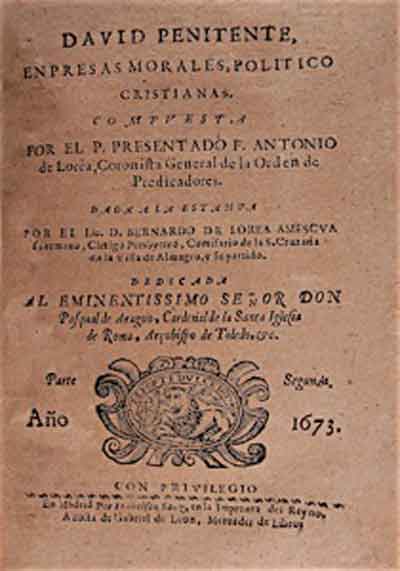 DAVID PENITENTE,
ENPRESAS MORALES, POLITICO
CRISTIANAS.
COMPVESTA
POR EL P. PRESENTADO F. ANTONIO
de Lorea, Coronista General de la Orden de
Predicadores.
DADA A LA ESTAMPA
POR EL Lic. D. BERNARDO DE LOREA AMESCVA
su ermano, Clerigo Presbytero, Comisario de la S. Cruzada
en la Villa de Almagro, y su partido.
DEDICADA
AL EMINENTISSIMO SEÑOR DON
Pasqual de Aragon, Cardenal de la Santa Iglesia
de Roma, Arçobispo de Toledo, &c.
Parte Segunda.
Año 1673.
CON PRIVILEGIO
En Madrid Por Francisco Sanz, en la Imprenta del Reyno,
A costa de Gabriel de Leon, Mercader de Libros